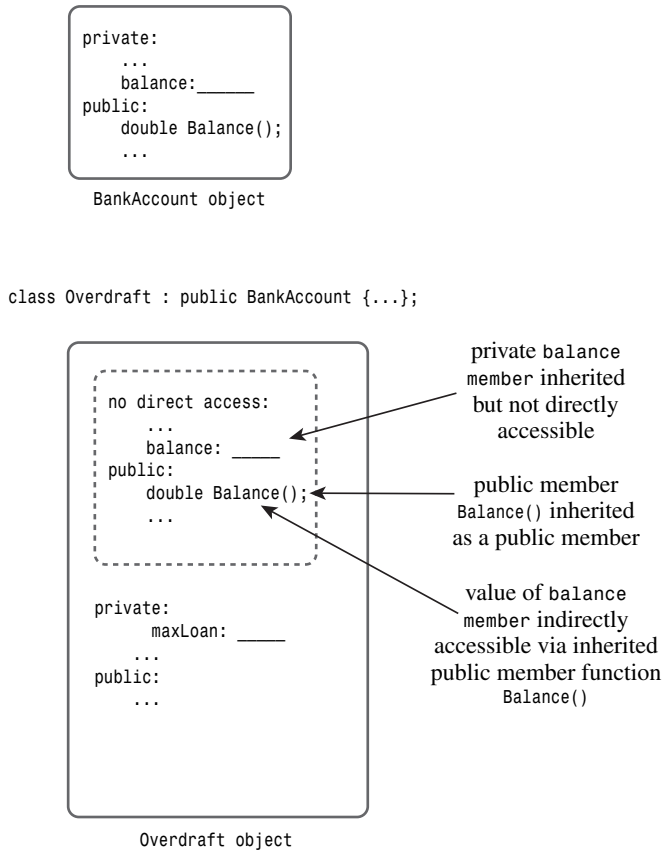 private:
...
balance:______
public:
double Balance();
...
BankAccount object
class Overdraft : public BankAccount {...};
no direct access:
...
balance: _____
public:
double Balance();
...
private:
maxLoan: _____
...
public:
...
private balance
member inherited
but not directly
accessible
public member
Balance() inherited
as a public member
value of balance
member indirectly
accessible via inherited
public member function
Balance()
Overdraft object